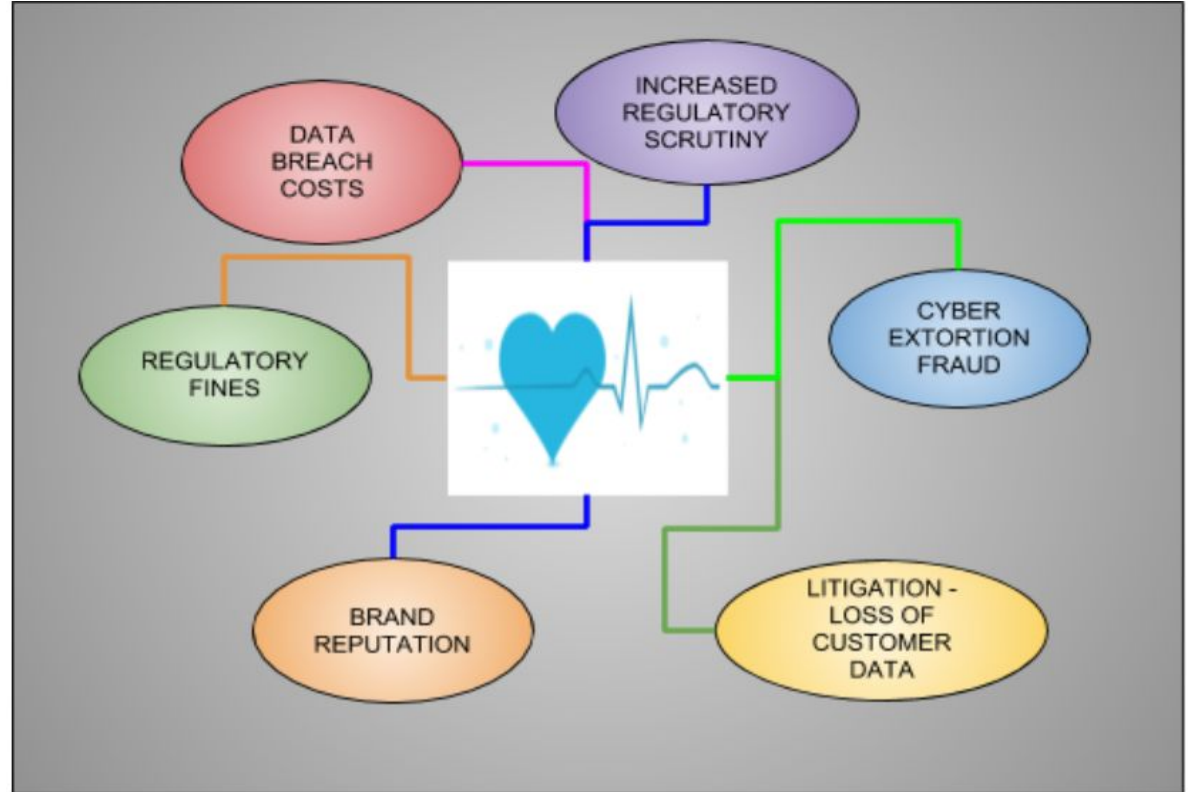 DATA
BREACH
COSTS
INCREASED
REGULATORY
SCRUTINY
REGULATORY
FINES
CYBER
EXTORTION
FRAUD
BRAND
REPUTATION
LITIGATION -
LOSS OF
CUSTOMER
DATA